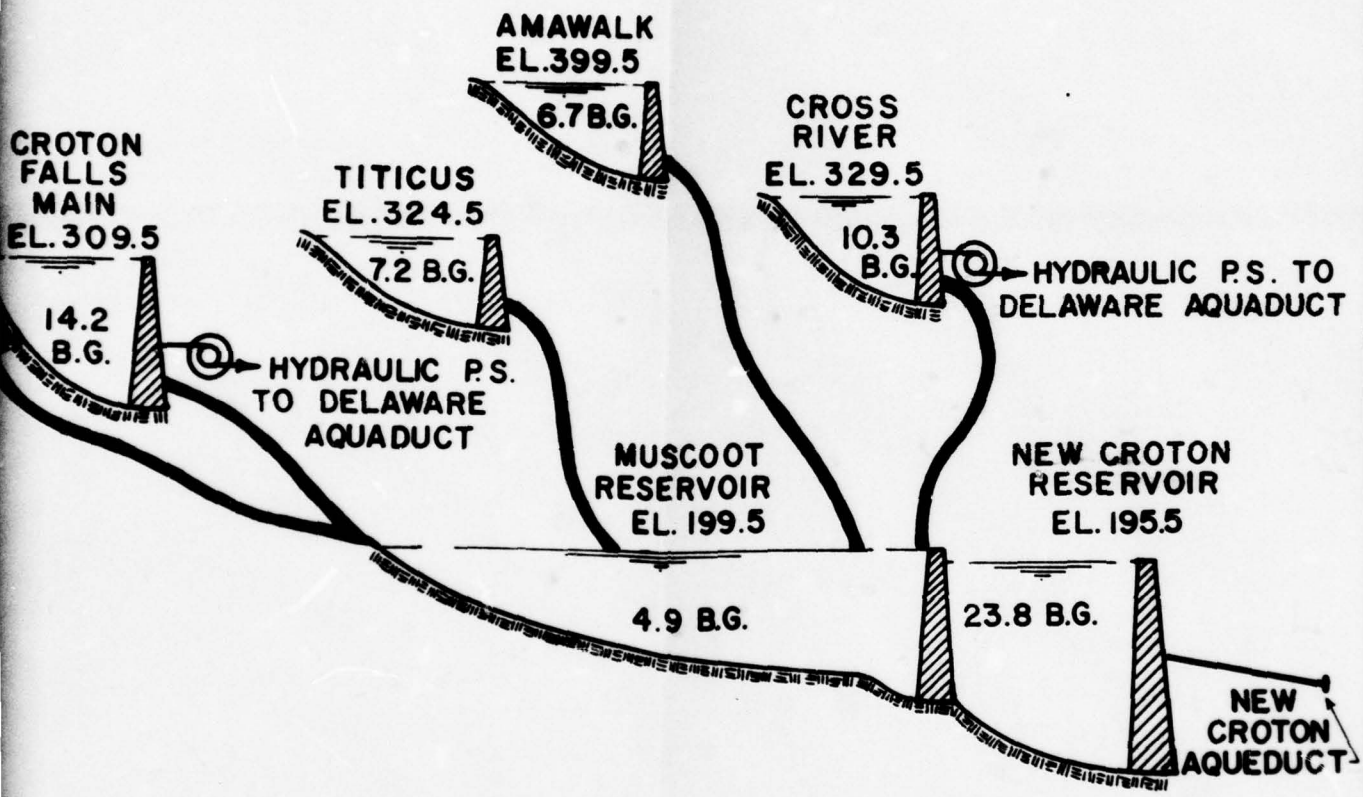 AMAWALK
EL.399.5
6.7 B.G.
CROSS
RIVER
EL. 329.5
10.3
B.G.
HYDRAULIC P.S. TO
DELAWARE AQUADUCT
CROTON
FALLS
MAIN
EL.309.5
14.2
B.G.
TITICUS
EL.324.5
7.2 B.G.
HYDRAULIC P.S.
TO DELAWARE
AQUADUCT
MUSCOOT
RESERVOIR
EL. 199.5
4.9 B.G.
NEW CROTON
RESERVOIR
EL. 195.5
23.8 B.G.
NEW
CROTON
AQUEDUCT